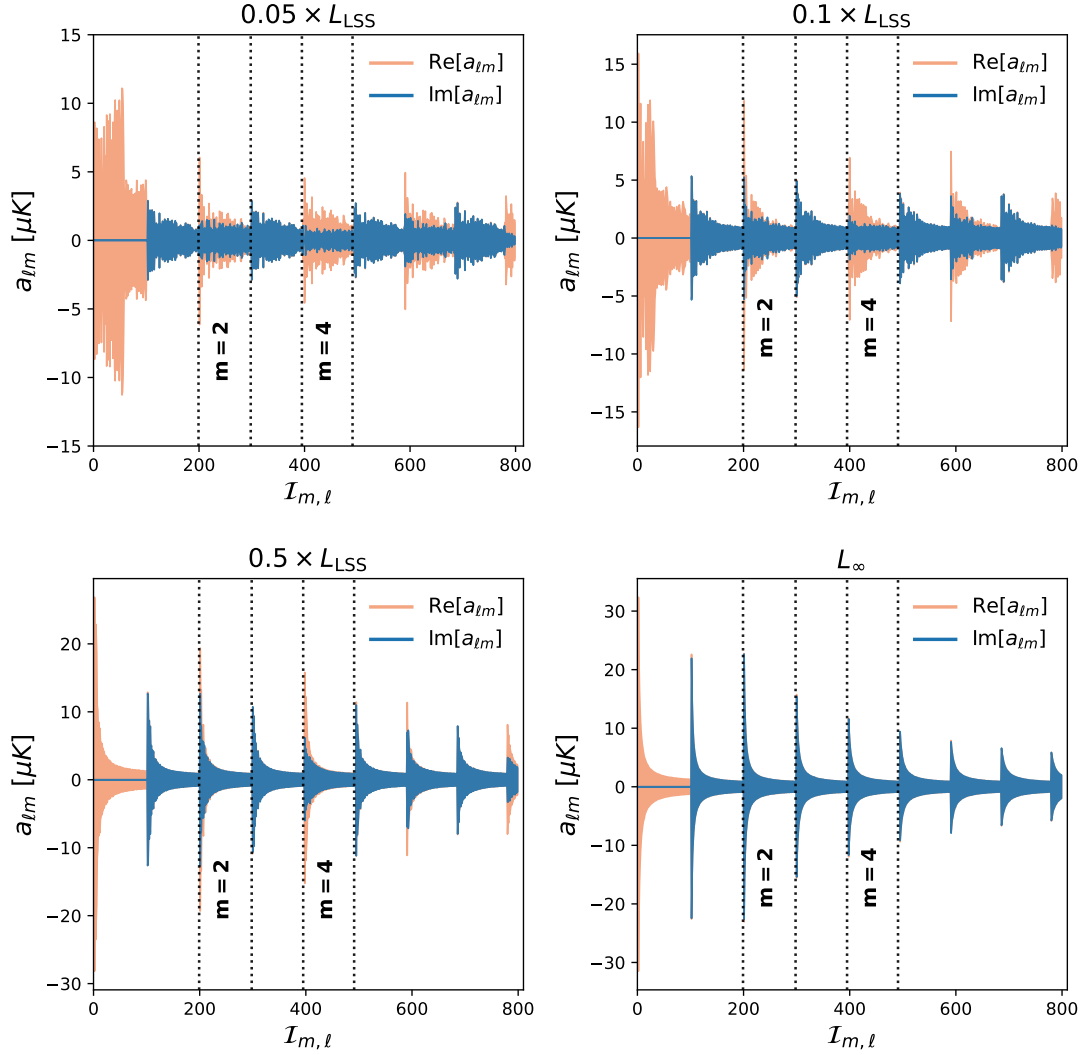 0.05 × L_LSS
15
10
5
0
−5
−10
−15
a_ℓm [μK]
Re[a_ℓm]
Im[a_ℓm]
m = 2
m = 4
0 200 400 600 800
𝓘_m,ℓ
0.1 × L_LSS
15
10
5
0
−5
−10
−15
a_ℓm [μK]
Re[a_ℓm]
Im[a_ℓm]
m = 2
m = 4
0 200 400 600 800
𝓘_m,ℓ
0.5 × L_LSS
20
10
0
−10
−20
−30
a_ℓm [μK]
Re[a_ℓm]
Im[a_ℓm]
m = 2
m = 4
0 200 400 600 800
𝓘_m,ℓ
L_∞
30
20
10
0
−10
−20
−30
a_ℓm [μK]
Re[a_ℓm]
Im[a_ℓm]
m = 2
m = 4
0 200 400 600 800
𝓘_m,ℓ